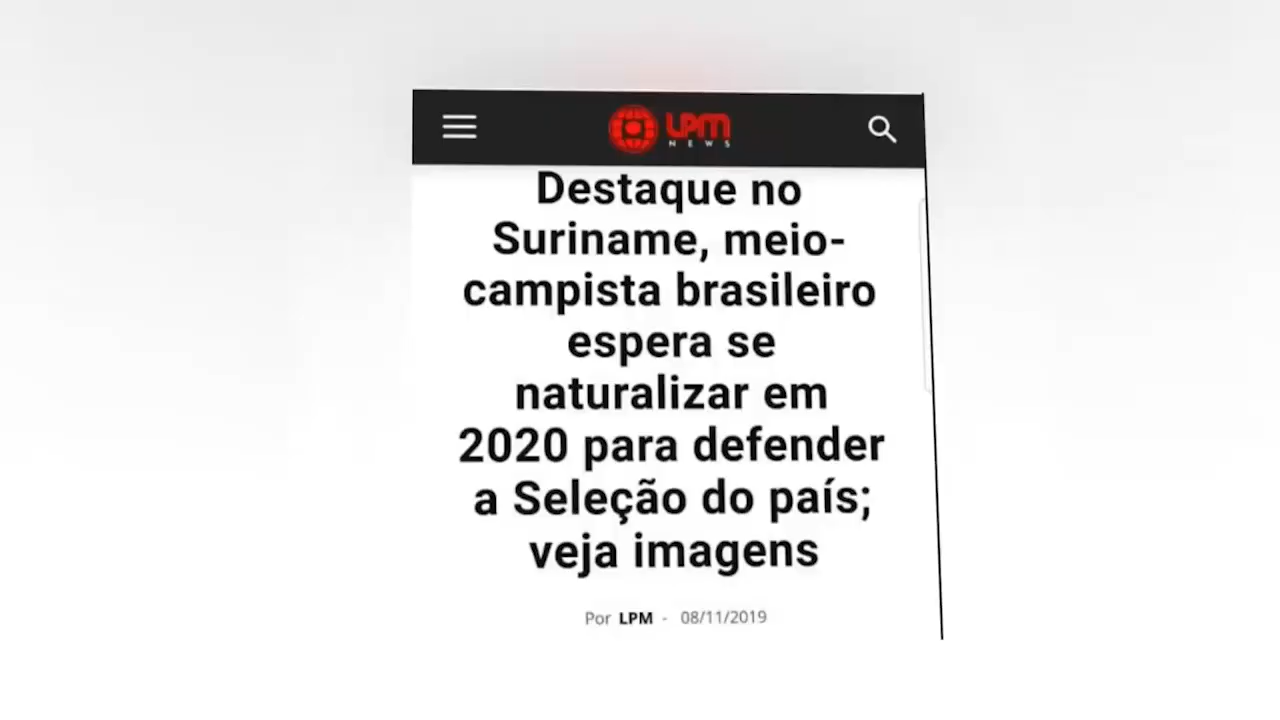 LPM
NEWS
Destaque no
Suriname, meio-
campista brasileiro
espera se
naturalizar em
2020 para defender
a Seleção do país;
veja imagens
Por LPM - 08/11/2019